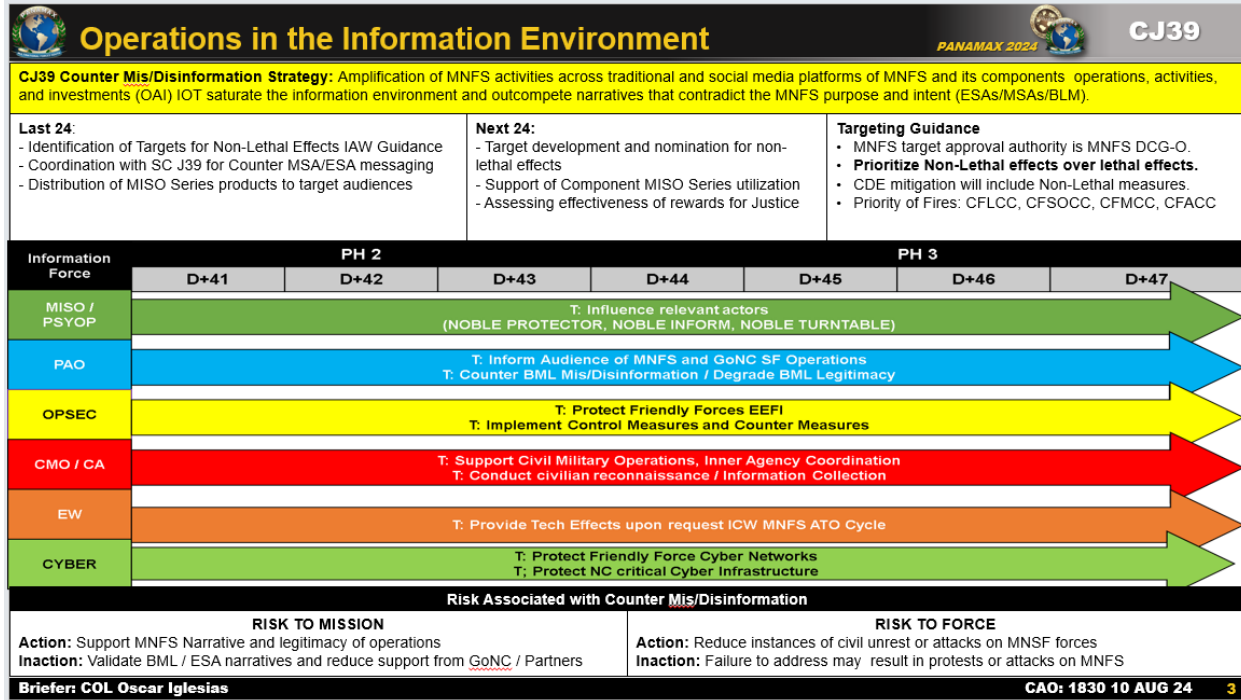 Operations in the Information Environment
PANAMAX 2024
CJ39
CJ39 Counter Mis/Disinformation Strategy: Amplification of MNFS activities across traditional and social media platforms of MNFS and its components operations, activities,
and investments (OAI) IOT saturate the information environment and outcompete narratives that contradict the MNFS purpose and intent (ESAs/MSAs/BLM).
Last 24:
- Identification of Targets for Non-Lethal Effects IAW Guidance
- Coordination with SC J39 for Counter MSA/ESA messaging
- Distribution of MISO Series products to target audiences
Next 24:
- Target development and nomination for non-
lethal effects
- Support of Component MISO Series utilization
- Assessing effectiveness of rewards for Justice
Targeting Guidance
• MNFS target approval authority is MNFS DCG-O.
• Prioritize Non-Lethal effects over lethal effects.
• CDE mitigation will include Non-Lethal measures.
• Priority of Fires: CFLCC, CFSOCC, CFMCC, CFACC
Information
Force
PH 2
PH 3
D+41
D+42
D+43
D+44
D+45
D+46
D+47
MISO /
PSYOP
T: Influence relevant actors
(NOBLE PROTECTOR, NOBLE INFORM, NOBLE TURNTABLE)
PAO
T: Inform Audience of MNFS and GoNC SF Operations
T: Counter BML Mis/Disinformation / Degrade BML Legitimacy
OPSEC
T: Protect Friendly Forces EEFI
T: Implement Control Measures and Counter Measures
CMO / CA
T: Support Civil Military Operations, Inner Agency Coordination
T: Conduct civilian reconnaissance / Information Collection
EW
T: Provide Tech Effects upon request ICW MNFS ATO Cycle
CYBER
T: Protect Friendly Force Cyber Networks
T; Protect NC critical Cyber Infrastructure
Risk Associated with Counter Mis/Disinformation
RISK TO MISSION
Action: Support MNFS Narrative and legitimacy of operations
Inaction: Validate BML / ESA narratives and reduce support from GoNC / Partners
RISK TO FORCE
Action: Reduce instances of civil unrest or attacks on MNSF forces
Inaction: Failure to address may result in protests or attacks on MNFS
Briefer: COL Oscar Iglesias
CAO: 1830 10 AUG 24
3